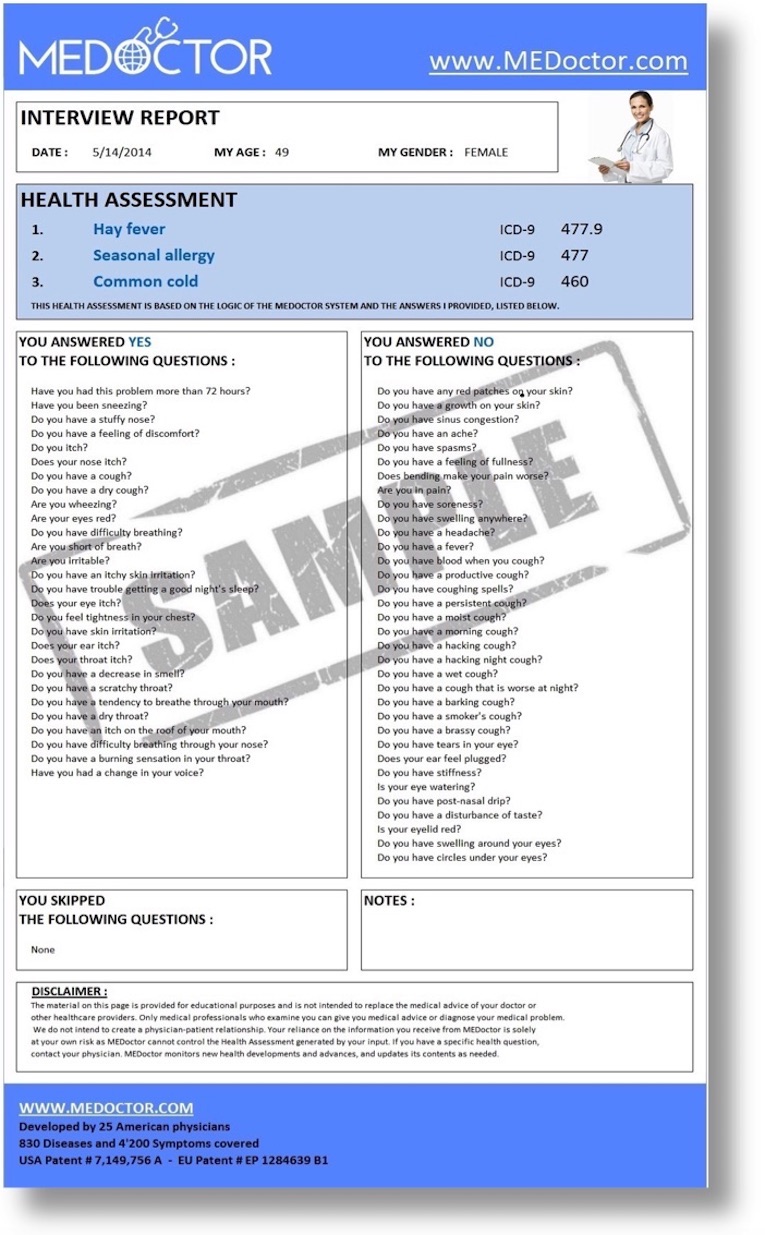 MEDOCTOR
www.MEDoctor.com
INTERVIEW REPORT
DATE : 5/14/2014 MY AGE : 49 MY GENDER : FEMALE
HEALTH ASSESSMENT
1. Hay fever ICD-9 477.9
2. Seasonal allergy ICD-9 477
3. Common cold ICD-9 460
THIS HEALTH ASSESSMENT IS BASED ON THE LOGIC OF THE MEDOCTOR SYSTEM AND THE ANSWERS I PROVIDED, LISTED BELOW.
YOU ANSWERED YES
TO THE FOLLOWING QUESTIONS :
Have you had this problem more than 72 hours?
Have you been sneezing?
Do you have a stuffy nose?
Do you have a feeling of discomfort?
Do you itch?
Does your nose itch?
Do you have a cough?
Do you have a dry cough?
Are you wheezing?
Are your eyes red?
Do you have difficulty breathing?
Are you short of breath?
Are you irritable?
Do you have an itchy skin irritation?
Do you have trouble getting a good night's sleep?
Does your eye itch?
Do you feel tightness in your chest?
Do you have skin irritation?
Does your ear itch?
Does your throat itch?
Do you have a decrease in smell?
Do you have a scratchy throat?
Do you have a tendency to breathe through your mouth?
Do you have a dry throat?
Do you have an itch on the roof of your mouth?
Do you have difficulty breathing through your nose?
Do you have a burning sensation in your throat?
Have you had a change in your voice?
YOU ANSWERED NO
TO THE FOLLOWING QUESTIONS :
Do you have any red patches on your skin?
Do you have a growth on your skin?
Do you have sinus congestion?
Do you have an ache?
Do you have spasms?
Do you have a feeling of fullness?
Does bending make your pain worse?
Are you in pain?
Do you have soreness?
Do you have swelling anywhere?
Do you have a headache?
Do you have a fever?
Do you have blood when you cough?
Do you have a productive cough?
Do you have coughing spells?
Do you have a persistent cough?
Do you have a moist cough?
Do you have a morning cough?
Do you have a hacking cough?
Do you have a hacking night cough?
Do you have a wet cough?
Do you have a cough that is worse at night?
Do you have a barking cough?
Do you have a smoker's cough?
Do you have a brassy cough?
Do you have tears in your eye?
Does your ear feel plugged?
Do you have stiffness?
Is your eye watering?
Do you have post-nasal drip?
Do you have a disturbance of taste?
Is your eyelid red?
Do you have swelling around your eyes?
Do you have circles under your eyes?
SAMPLE
YOU SKIPPED
THE FOLLOWING QUESTIONS :
None
NOTES :
DISCLAIMER :
The material on this page is provided for educational purposes and is not intended to replace the medical advice of your doctor or
other healthcare providers. Only medical professionals who examine you can give you medical advice or diagnose your medical problem.
We do not intend to create a physician-patient relationship. Your reliance on the information you receive from MEDoctor is solely
at your own risk as MEDoctor cannot control the Health Assessment generated by your input. If you have a specific health question,
contact your physician. MEDoctor monitors new health developments and advances, and updates its contents as needed.
WWW.MEDOCTOR.COM
Developed by 25 American physicians
830 Diseases and 4'200 Symptoms covered
USA Patent # 7,149,756 A - EU Patent # EP 1284639 B1